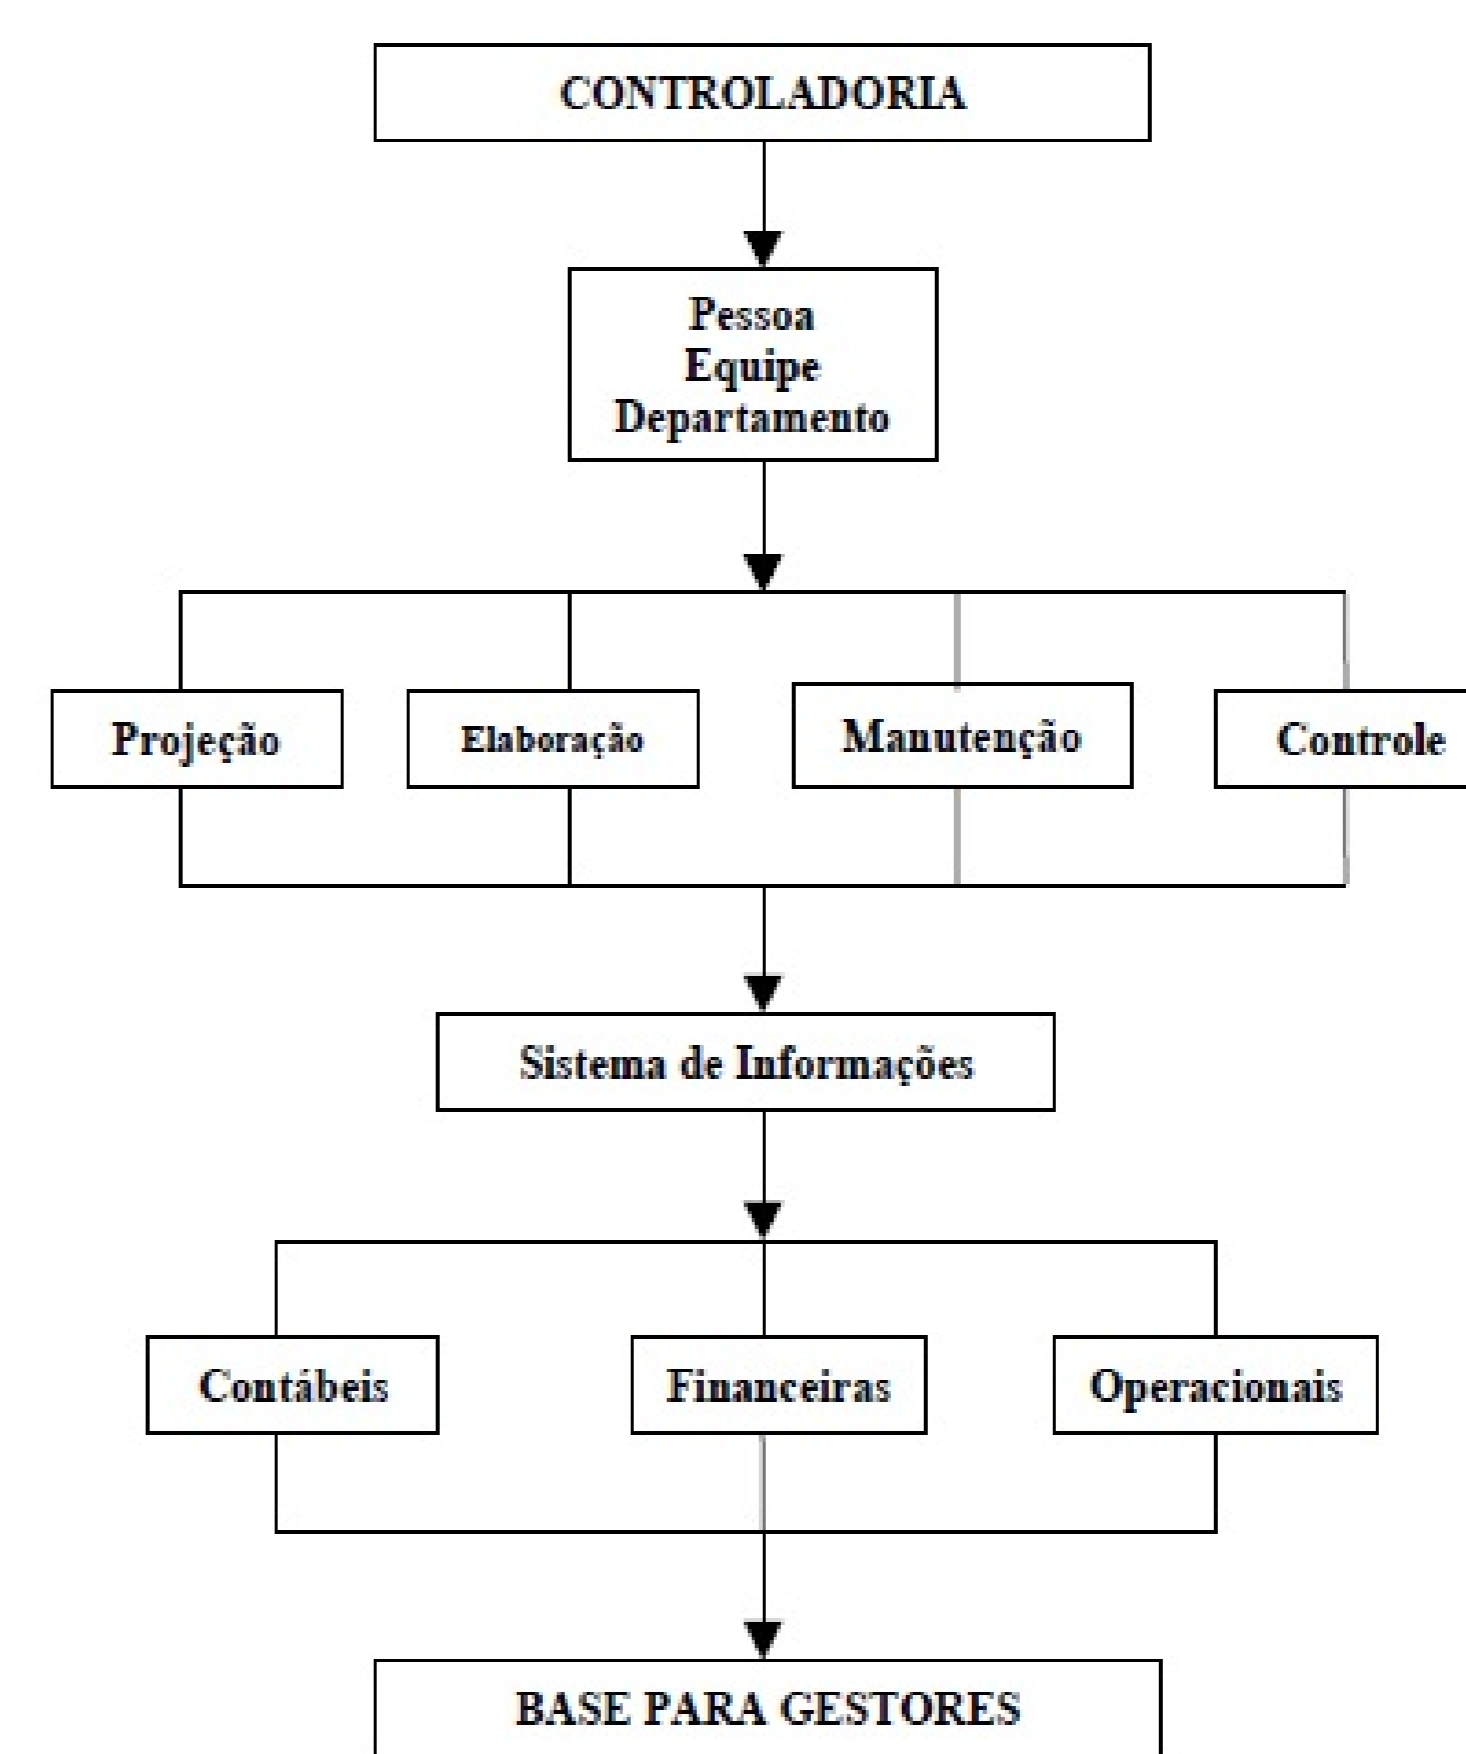 CONTROLADORIA
Pessoa
Equipe
Departamento
Projeção
Elaboração
Manutenção
Controle
Sistema de Informações
Contábeis
Financeiras
Operacionais
BASE PARA GESTORES